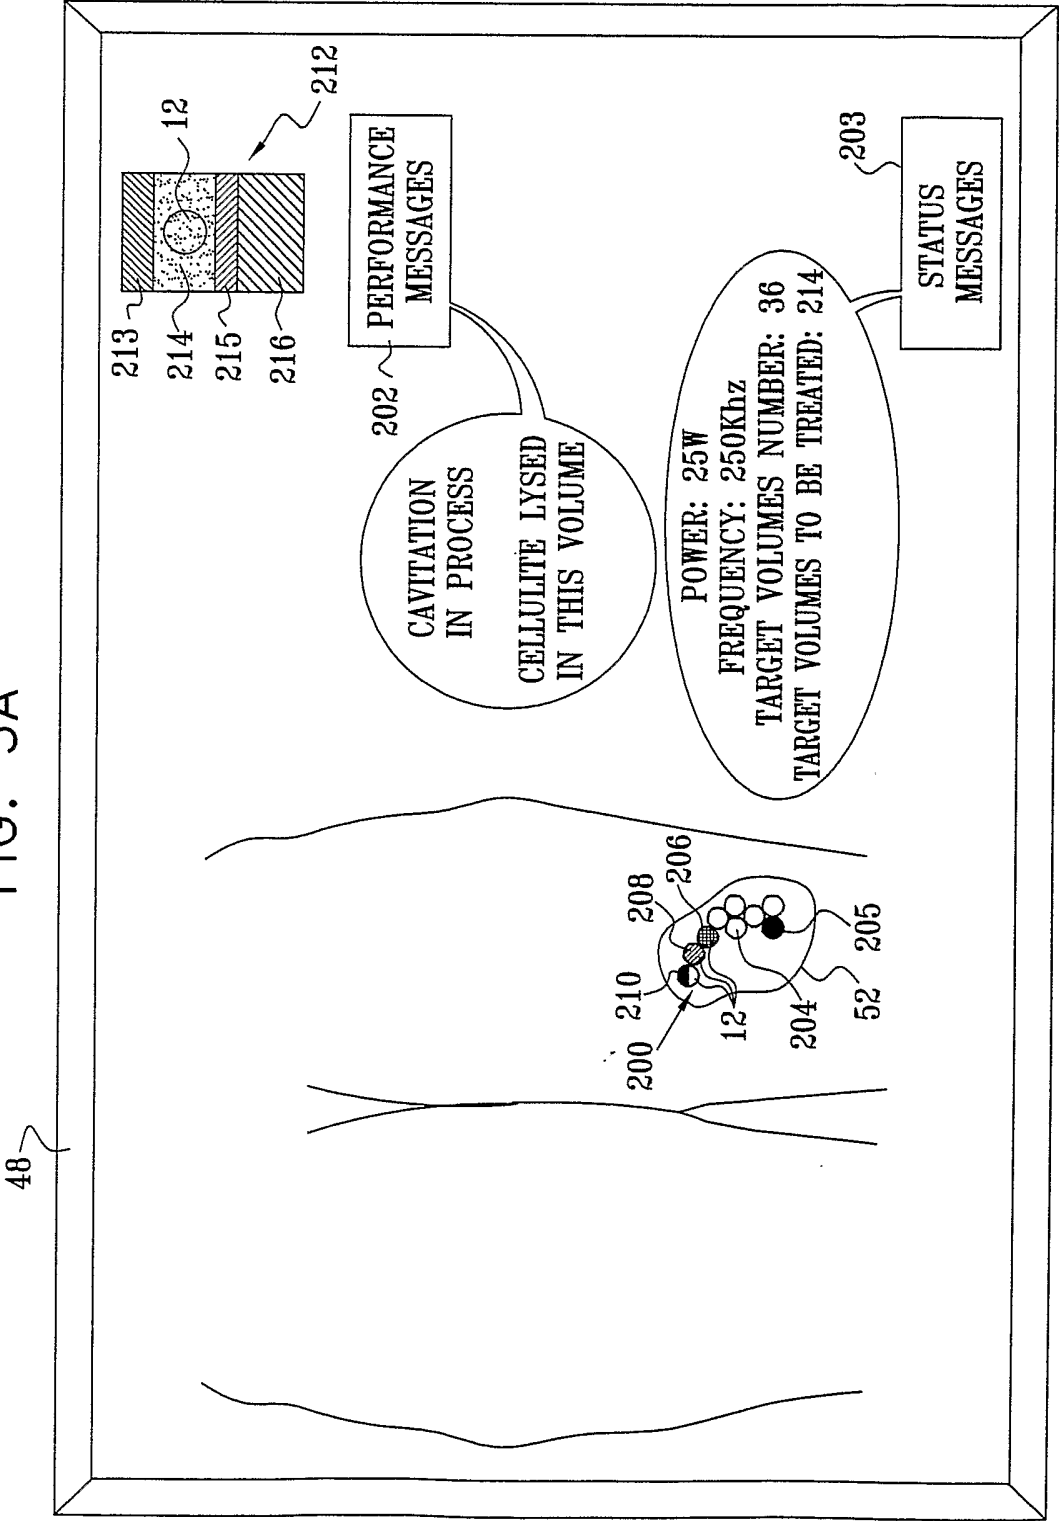 FIG.
48
213
214
215
216
12
212
202
PERFORMANCE
MESSAGES
CAVITATION
IN PROCESS
CELLULITE LYSED
IN THIS VOLUME
POWER: 25W
FREQUENCY: 250Khz
TARGET VOLUMES NUMBER: 36
TARGET VOLUMES TO BE TREATED: 214
203
STATUS
MESSAGES
200
210
208
206
12
204
52
205